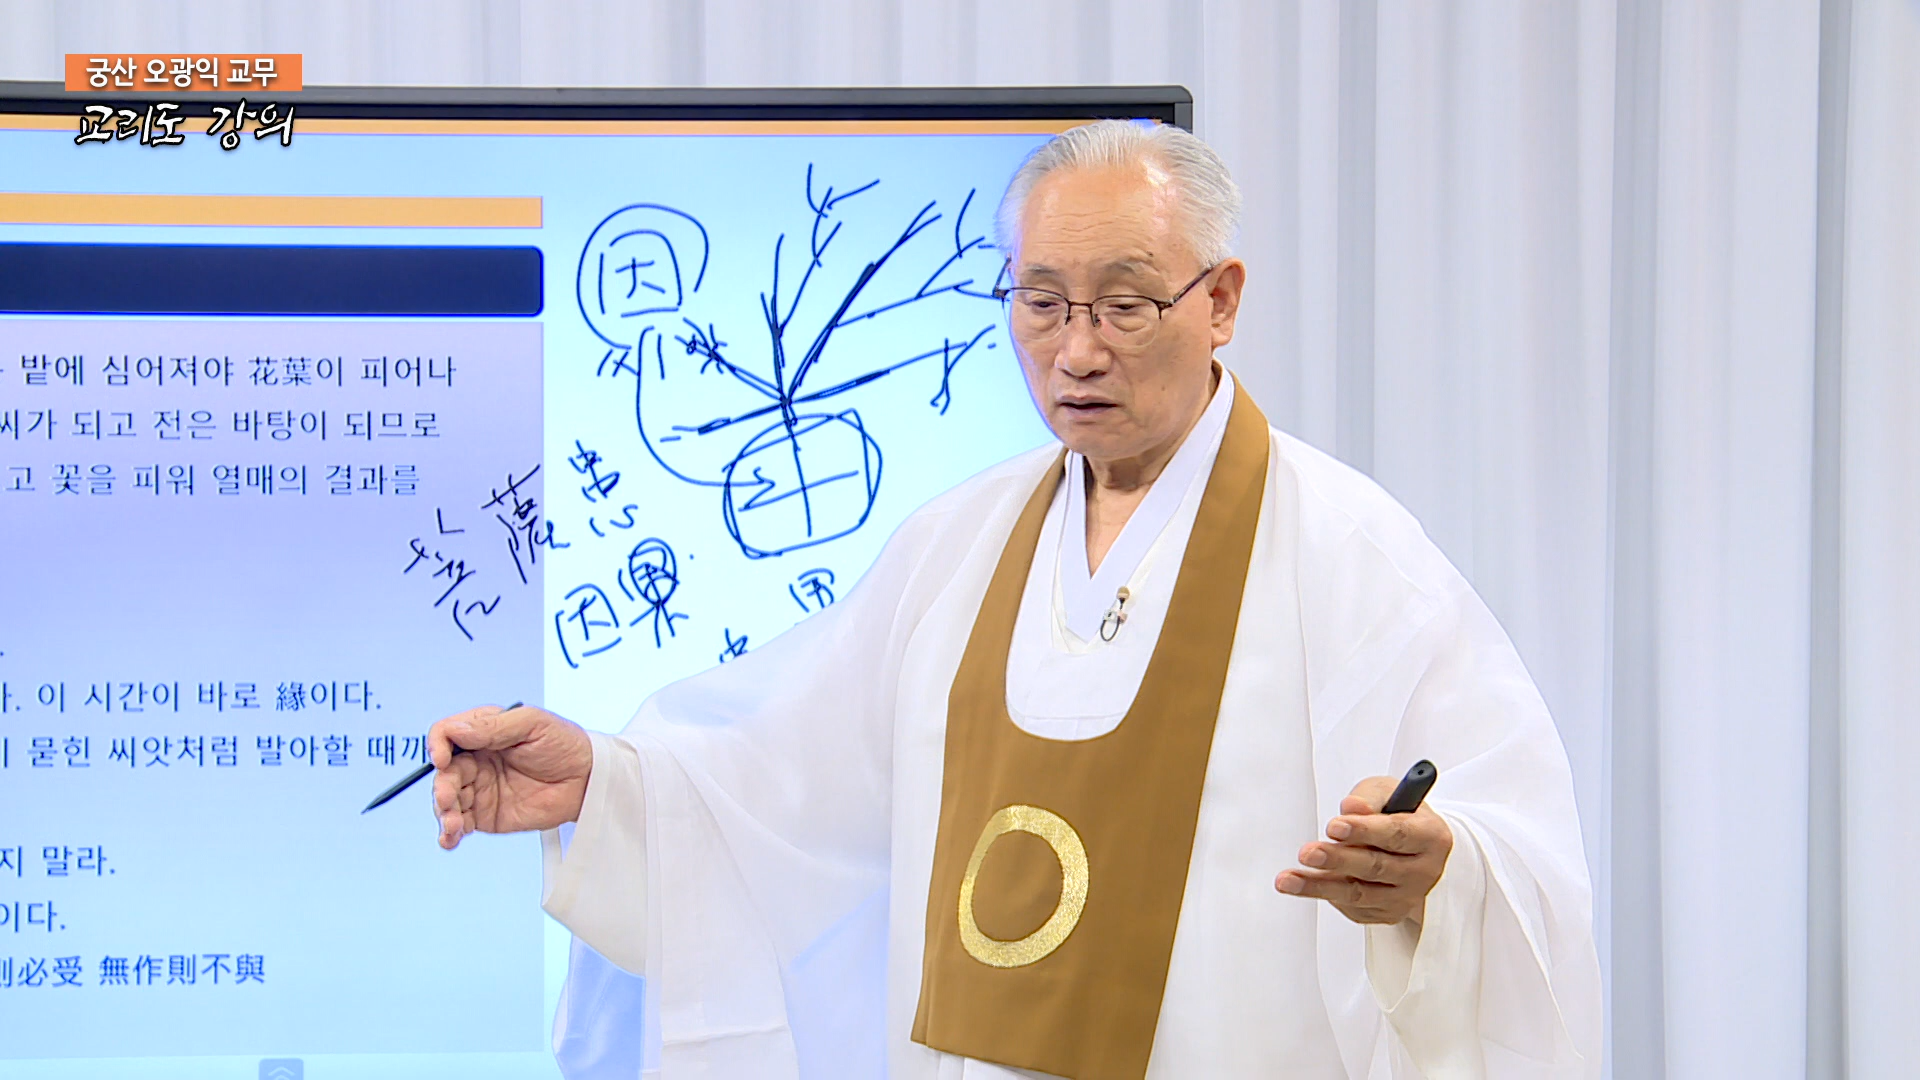 궁산 오광익 교무
교리도 강의
밭에 심어져야 花葉이 피어나
씨가 되고 전은 바탕이 되므로
고 꽃을 피워 열매의 결과를
因
씨
因果
이 시간이 바로 緣이다.
묻힌 씨앗처럼 발아할 때까
지 말라.
이다.
則必受 無作則不與